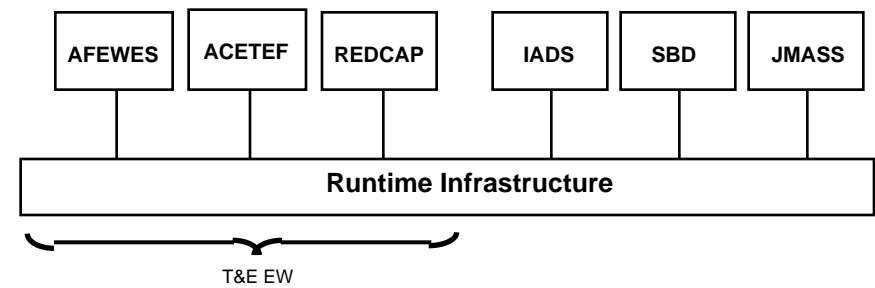 AFEWES ACETEF REDCAP IADS SBD JMASS
Runtime Infrastructure
T&E EW